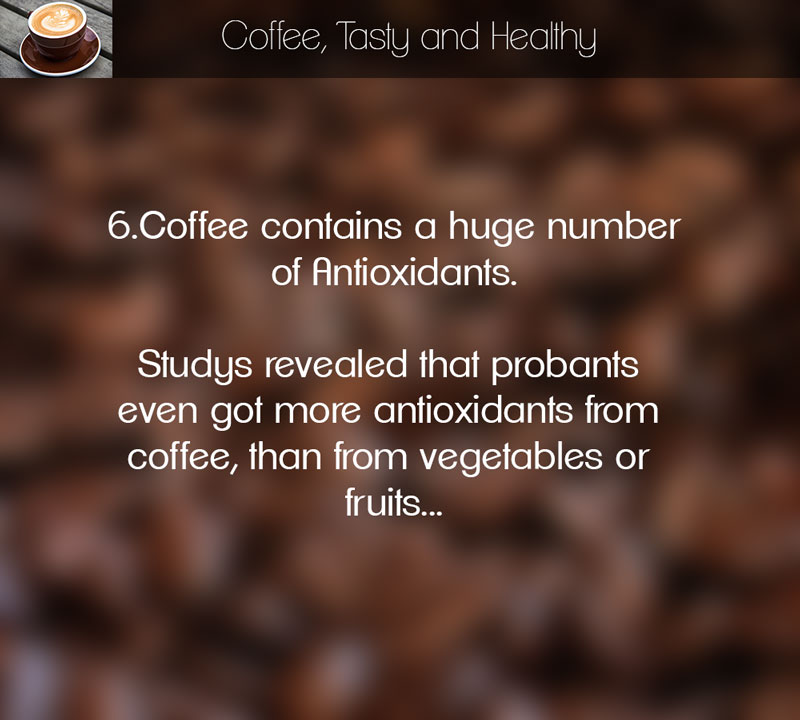 Coffee, Tasty and Healthy
6.Coffee contains a huge number
of Antioxidants.
Studys revealed that probants
even got more antioxidants from
coffee, than from vegetables or
fruits...